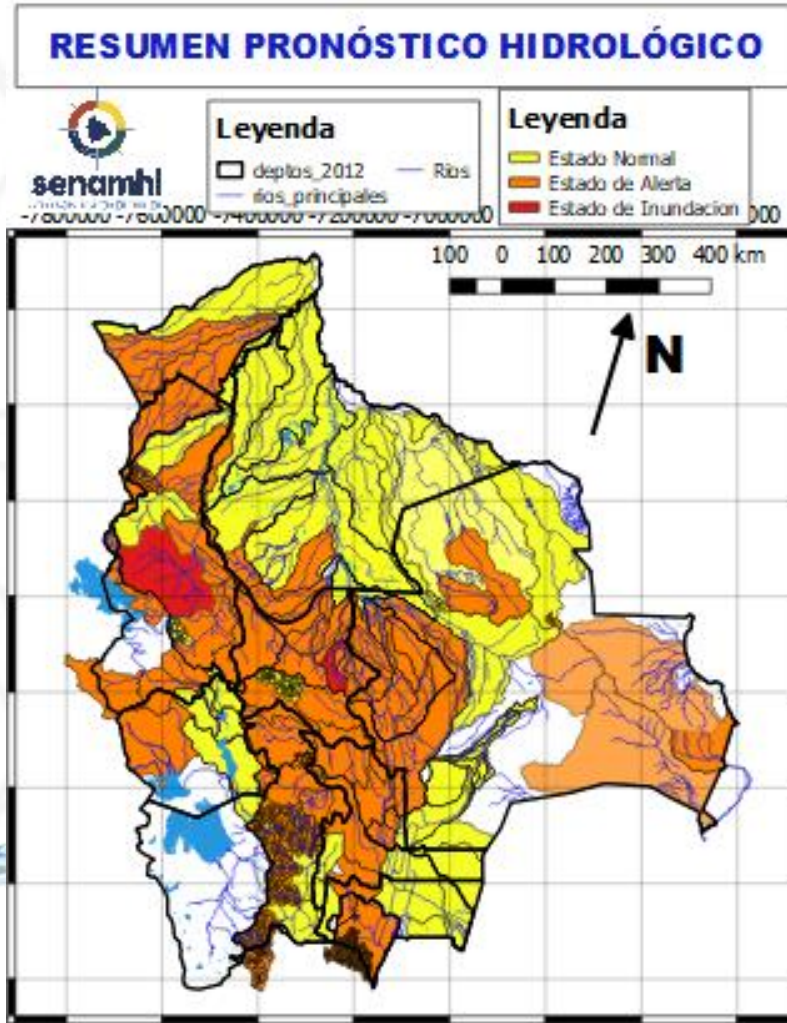 RESUMEN PRONÓSTICO HIDROLÓGICO
senamhi
Leyenda
deptos_2012
Rios
rios_principales
Leyenda
Estado Normal
Estado de Alerta
Estado de Inundacion
-7800000 -7600000 -7400000 -7200000 -7000000
100 0 100 200 300 400 km
N